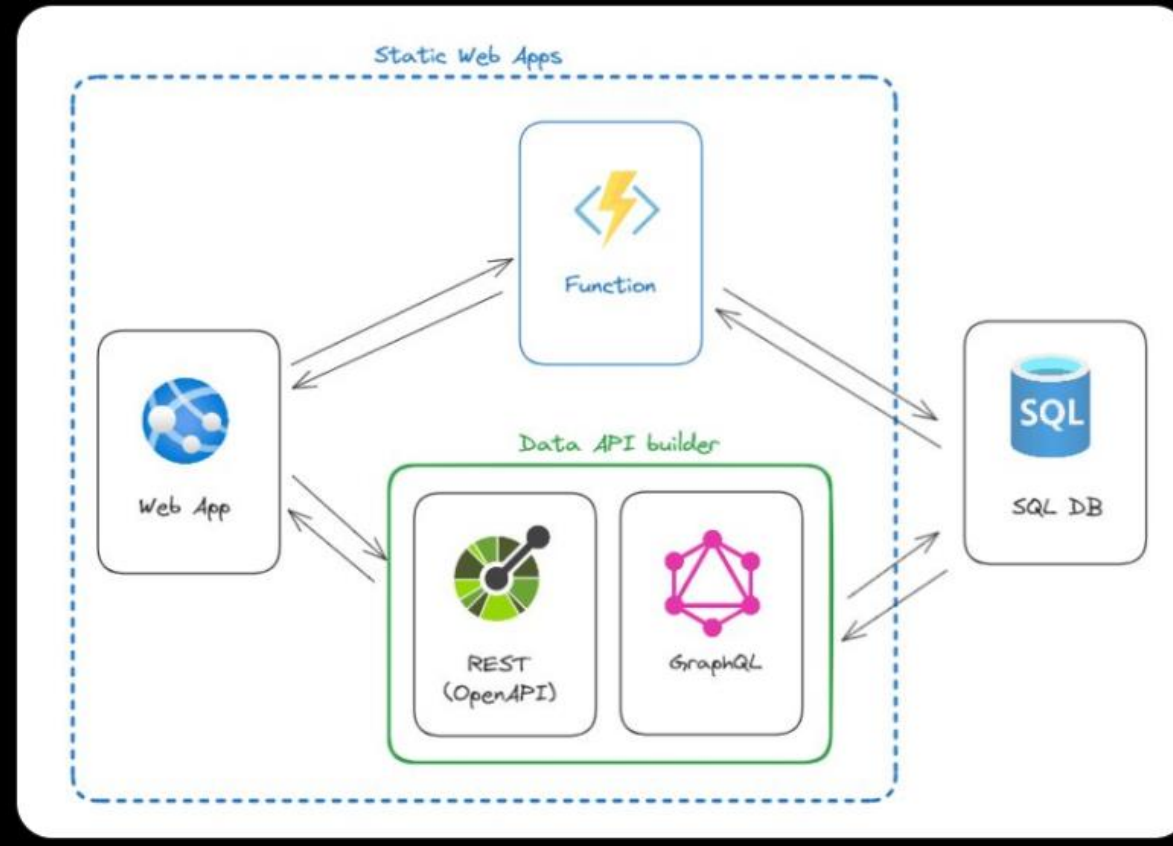 Static Web Apps
Function
Data API builder
Web App
SQL
SQL DB
REST
(OpenAPI)
GraphQL